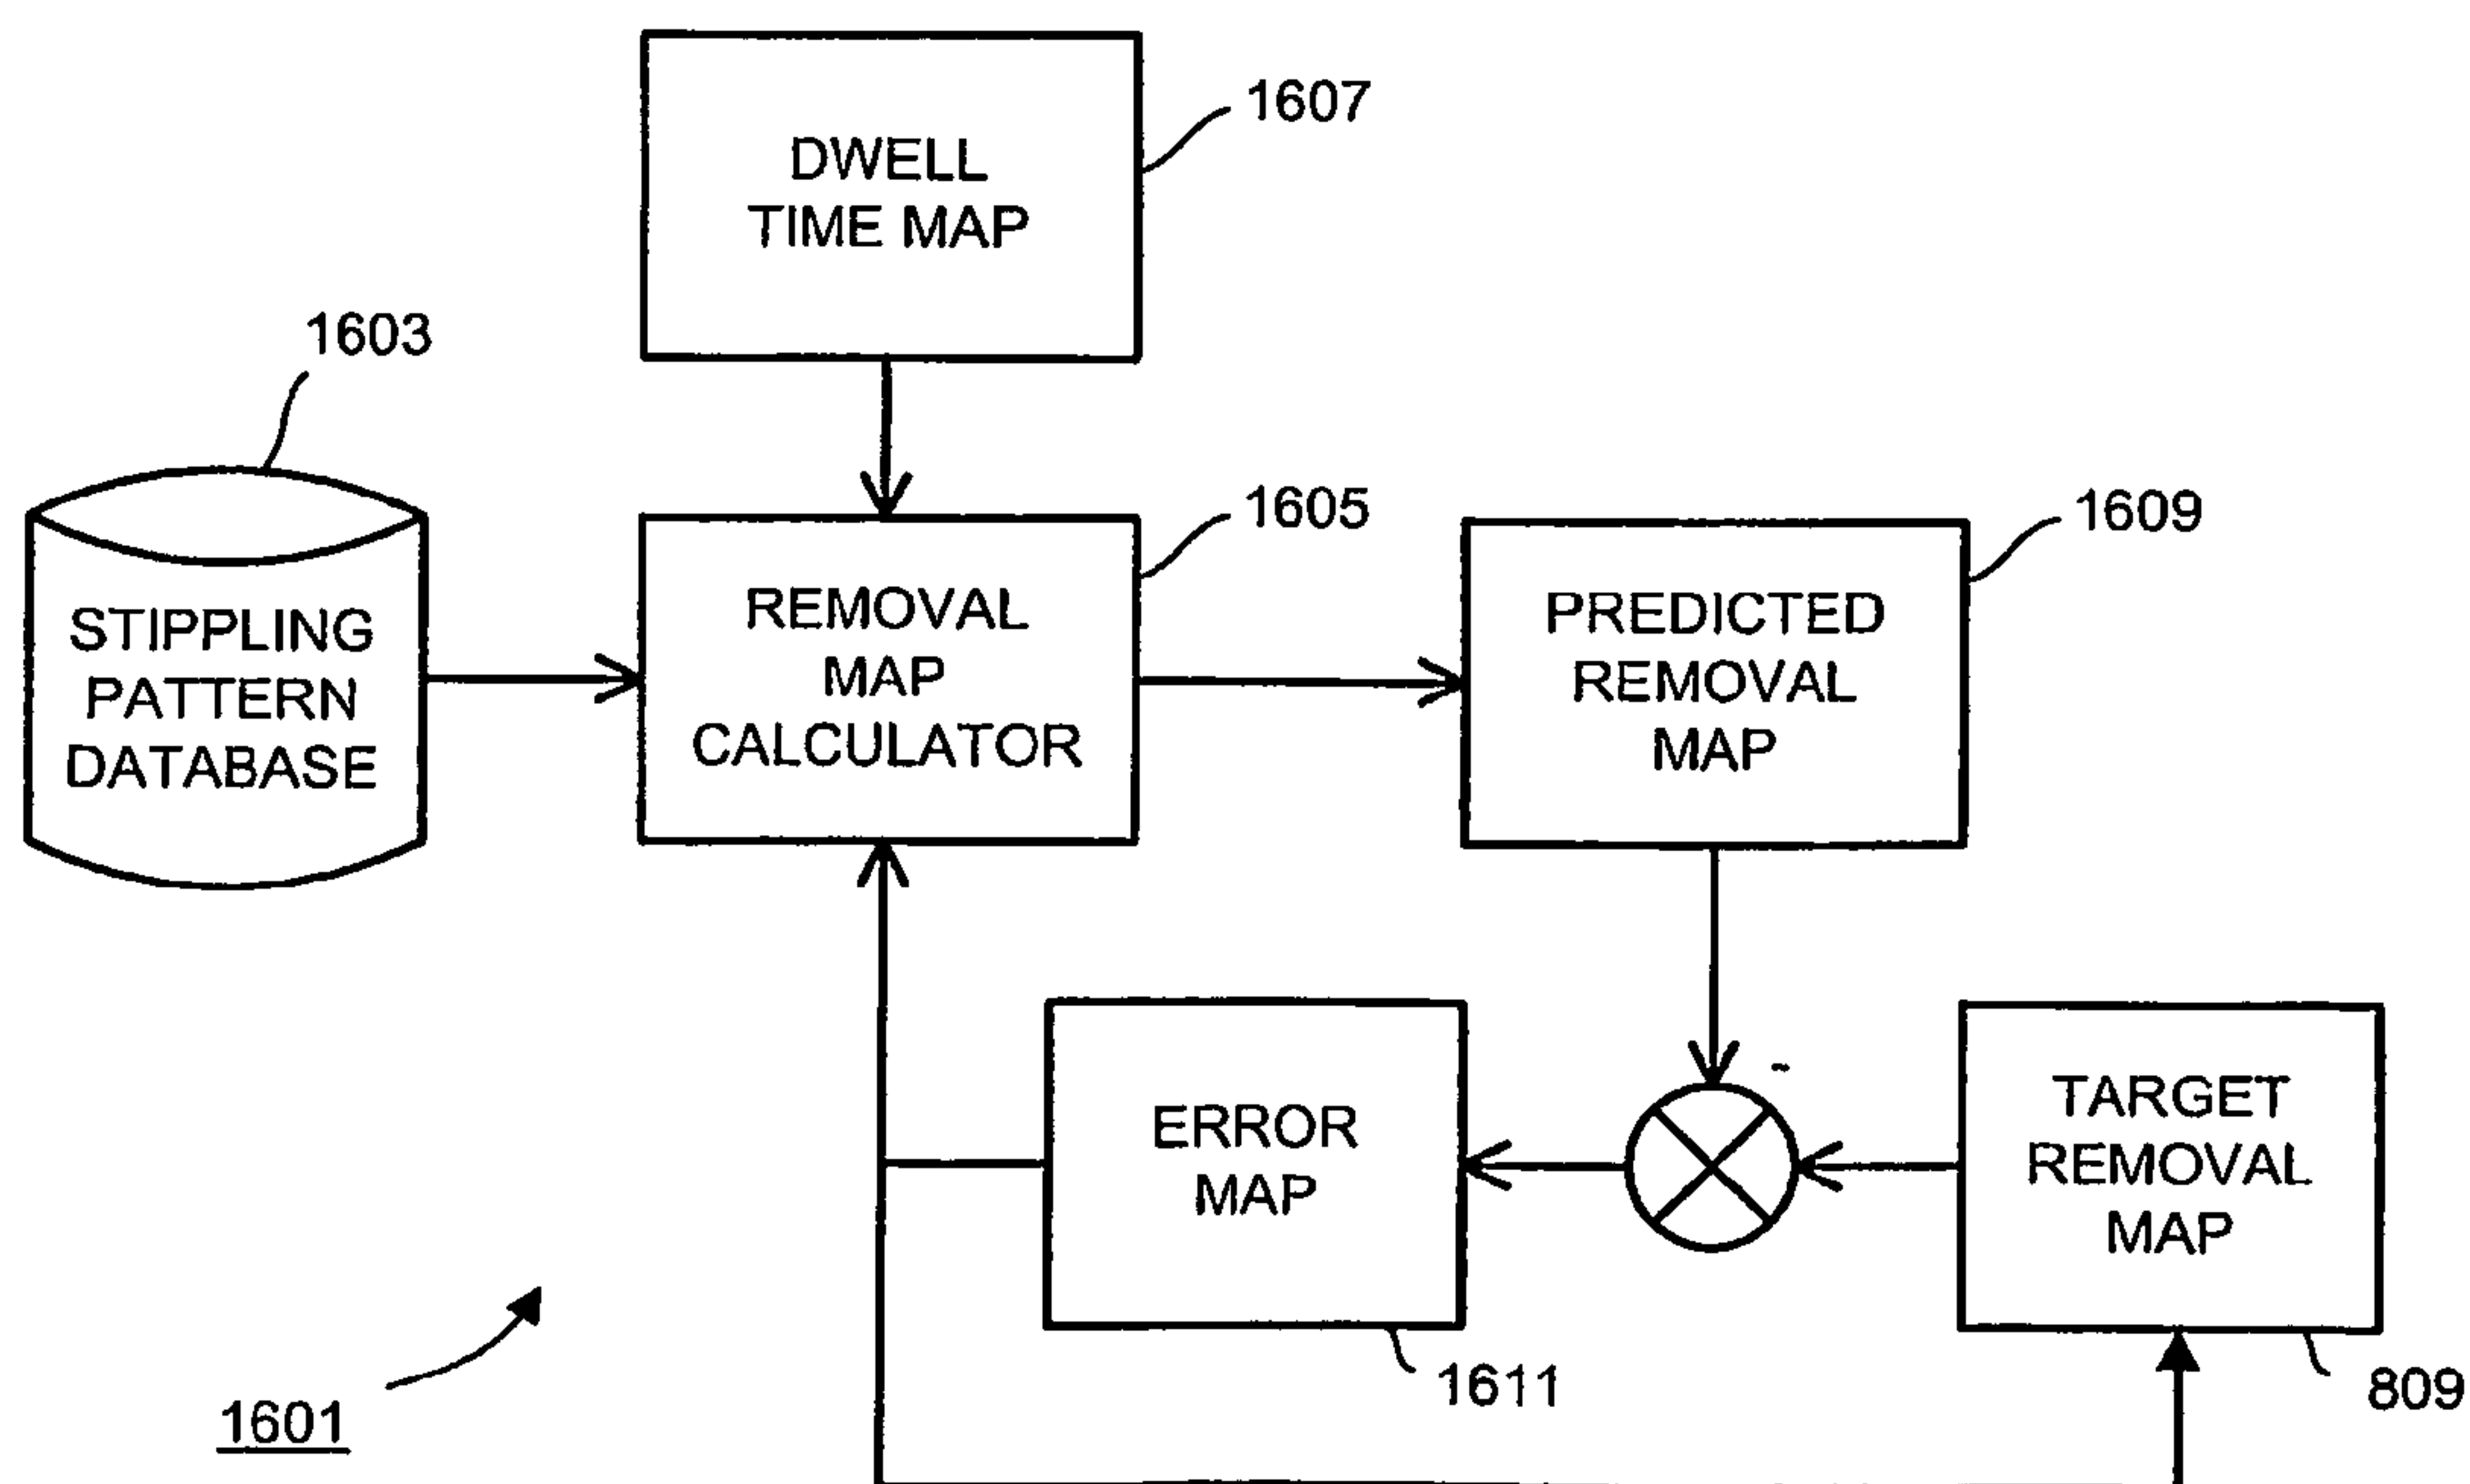 1607
DWELL
TIME MAP
1603
1605
1609
STIPPLING
PATTERN
DATABASE
REMOVAL
MAP
CALCULATOR
PREDICTED
REMOVAL
MAP
-
ERROR
MAP
TARGET
REMOVAL
MAP
1611
809
1601